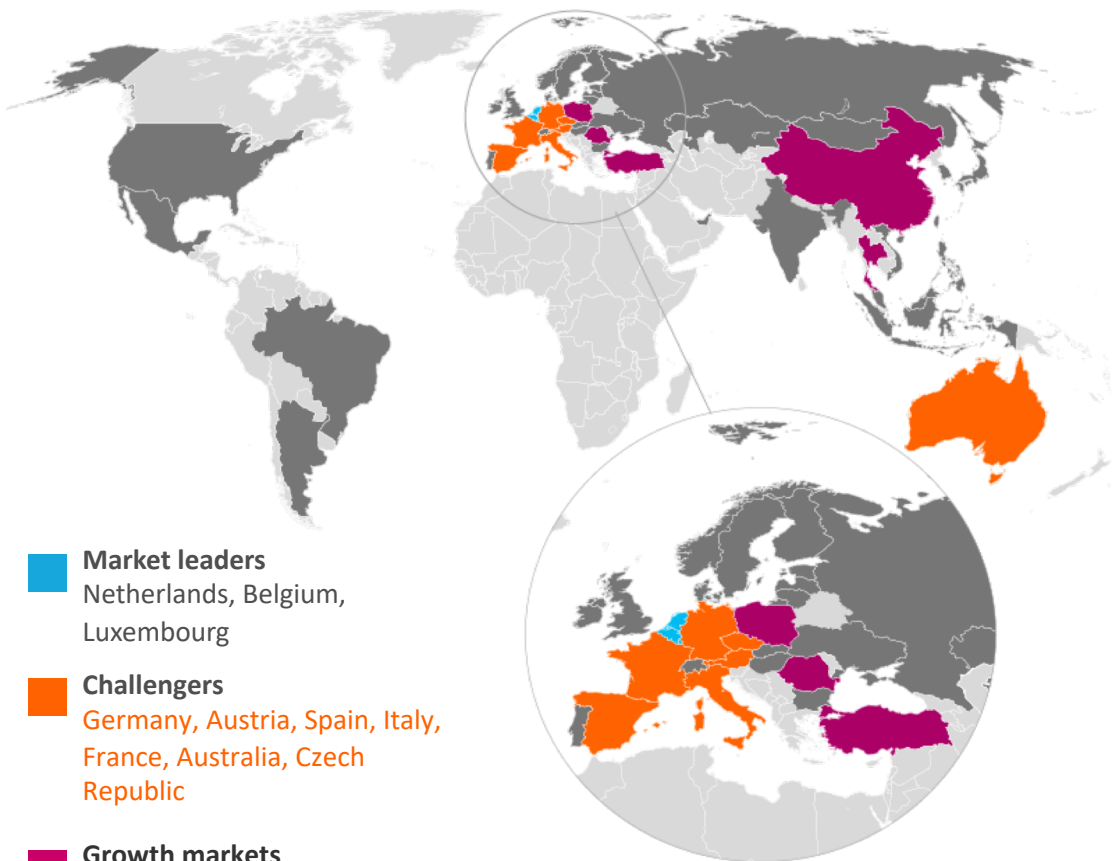 Market leaders
Netherlands, Belgium,
Luxembourg
Challengers
Germany, Austria, Spain, Italy,
France, Australia, Czech
Republic
Growth markets